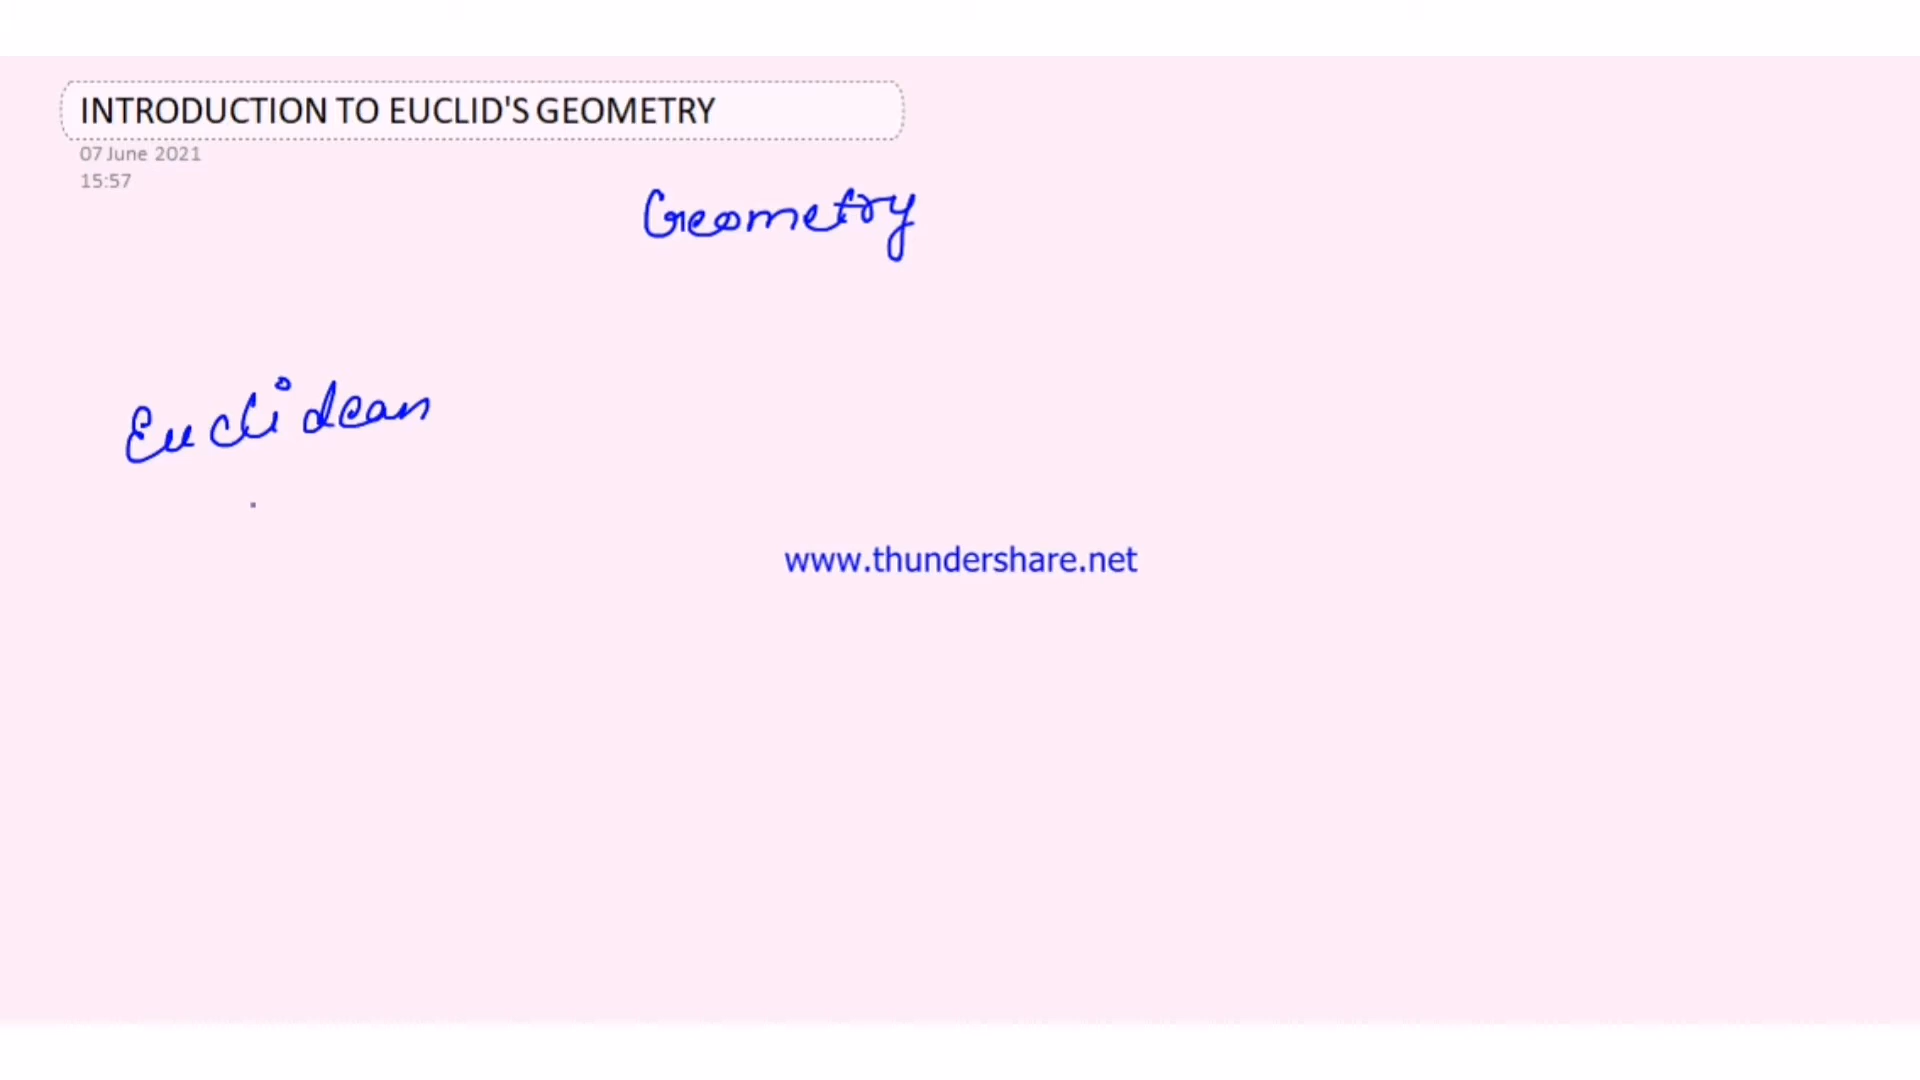 INTRODUCTION TO EUCLID'S GEOMETRY
07 June 2021
15:57
Geometry
Euclidean
www.thundershare.net